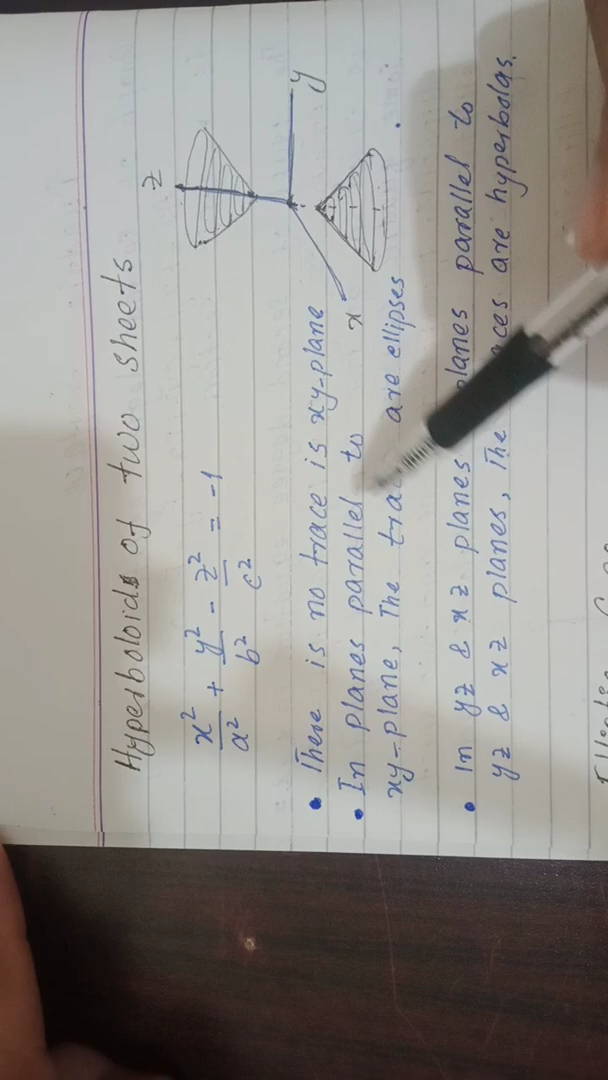 Hyperboloids of two sheets
x²/a² + y²/b² - z²/c² = -1
z
y
x
• There is no trace is xy-plane
• In planes parallel to
xy-plane, The are ellipses
• In yz & xz planes planes parallel to
yz & xz planes, The are hyperbolas.